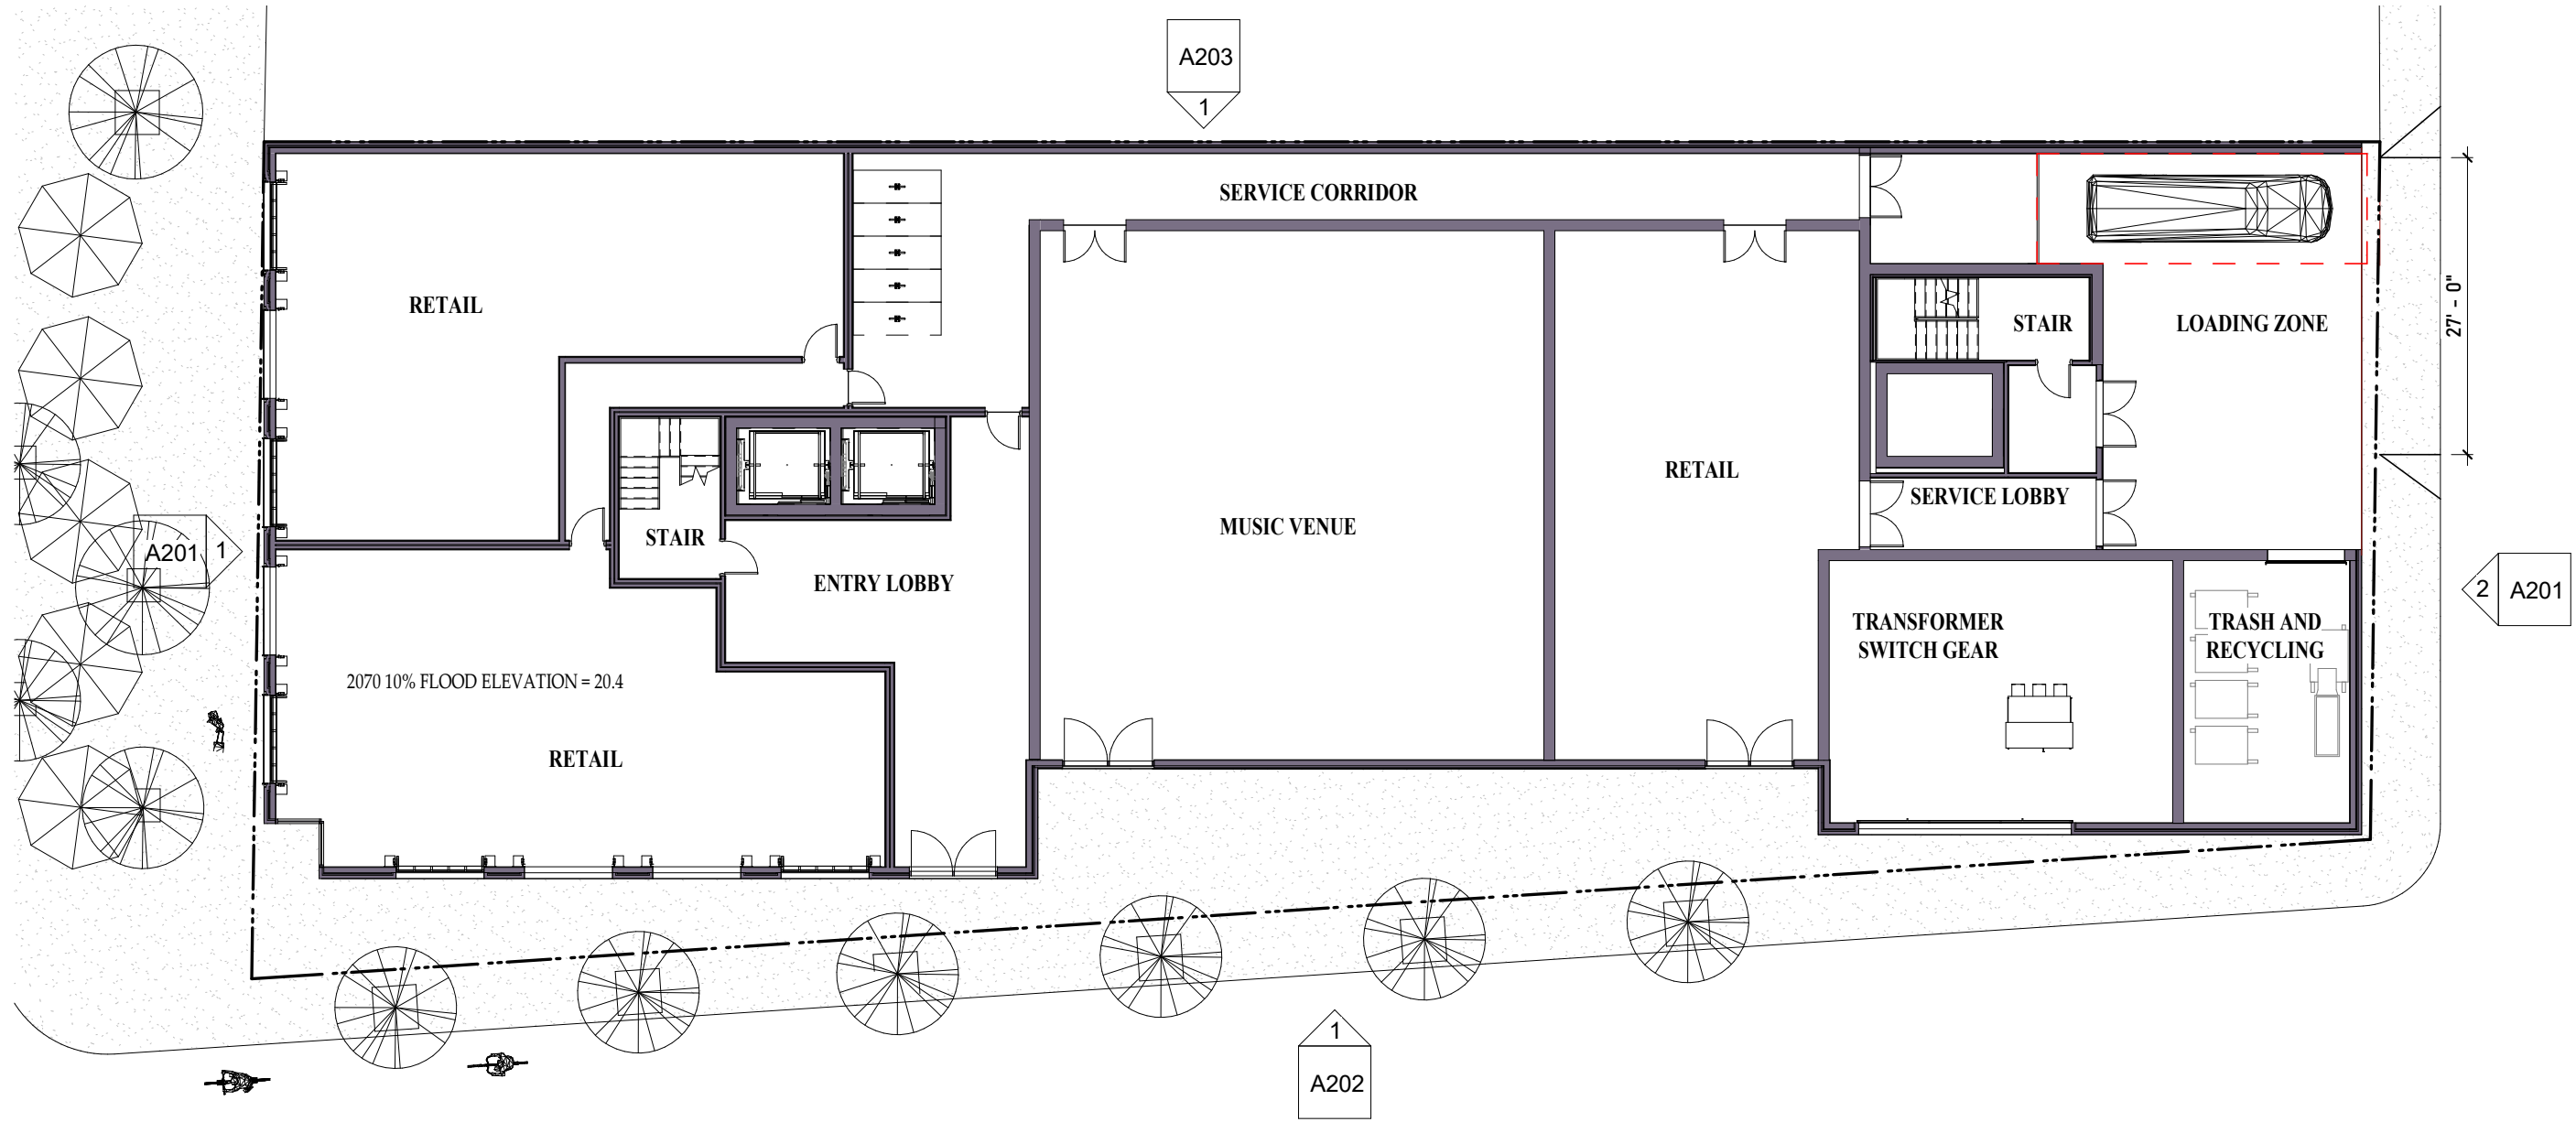 A203
1
SERVICE CORRIDOR
RETAIL
STAIR
LOADING ZONE
27' - 0"
RETAIL
SERVICE LOBBY
MUSIC VENUE
STAIR
A201
1
ENTRY LOBBY
2
A201
TRANSFORMER
SWITCH GEAR
TRASH AND
RECYCLING
2070 10% FLOOD ELEVATION = 20.4
RETAIL
1
A202